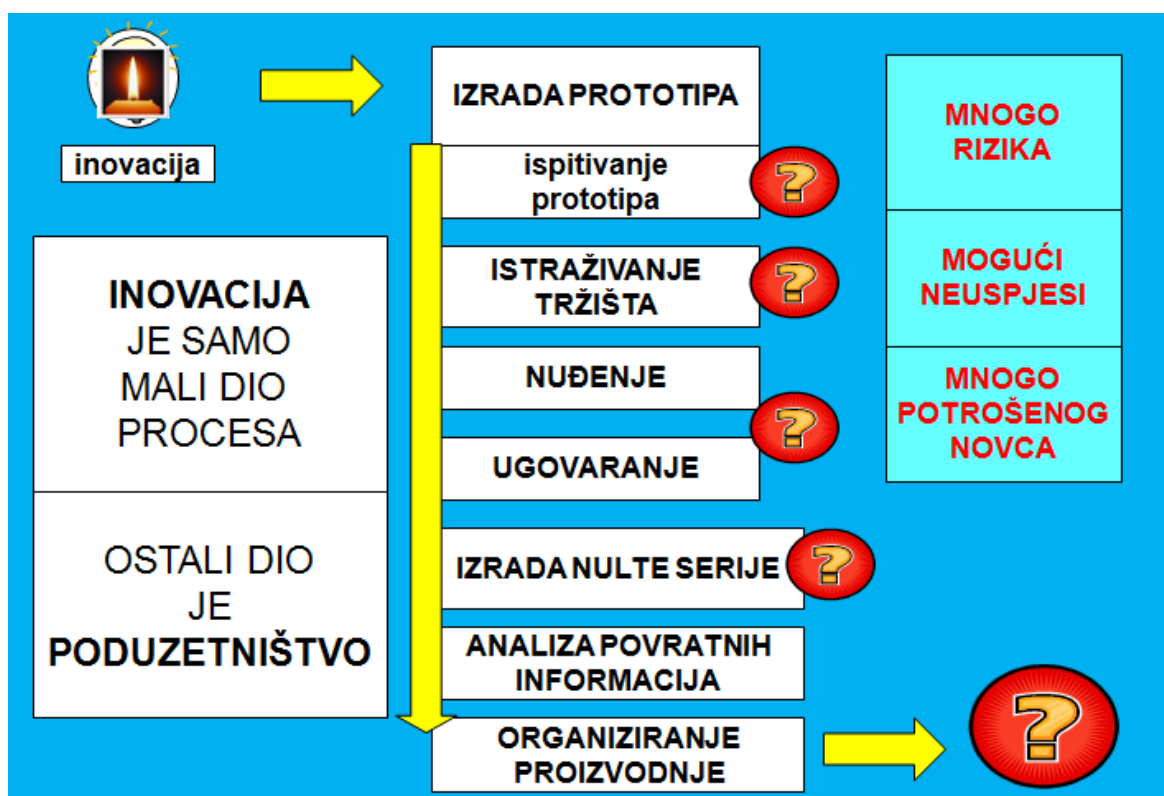 inovacija
INOVACIJA
JE SAMO
MALI DIO
PROCESA
OSTALI DIO
JE
PODUZETNIŠTVO
IZRADA PROTOTIPA
ispitivanje
prototipa
?
ISTRAŽIVANJE
TRŽIŠTA
?
NUĐENJE
?
UGOVARANJE
IZRADA NULTE SERIJE
?
ANALIZA POVRATNIH
INFORMACIJA
ORGANIZIRANJE
PROIZVODNJE
?
MNOGO
RIZIKA
MOGUĆI
NEUSPJESI
MNOGO
POTROŠENOG
NOVCA